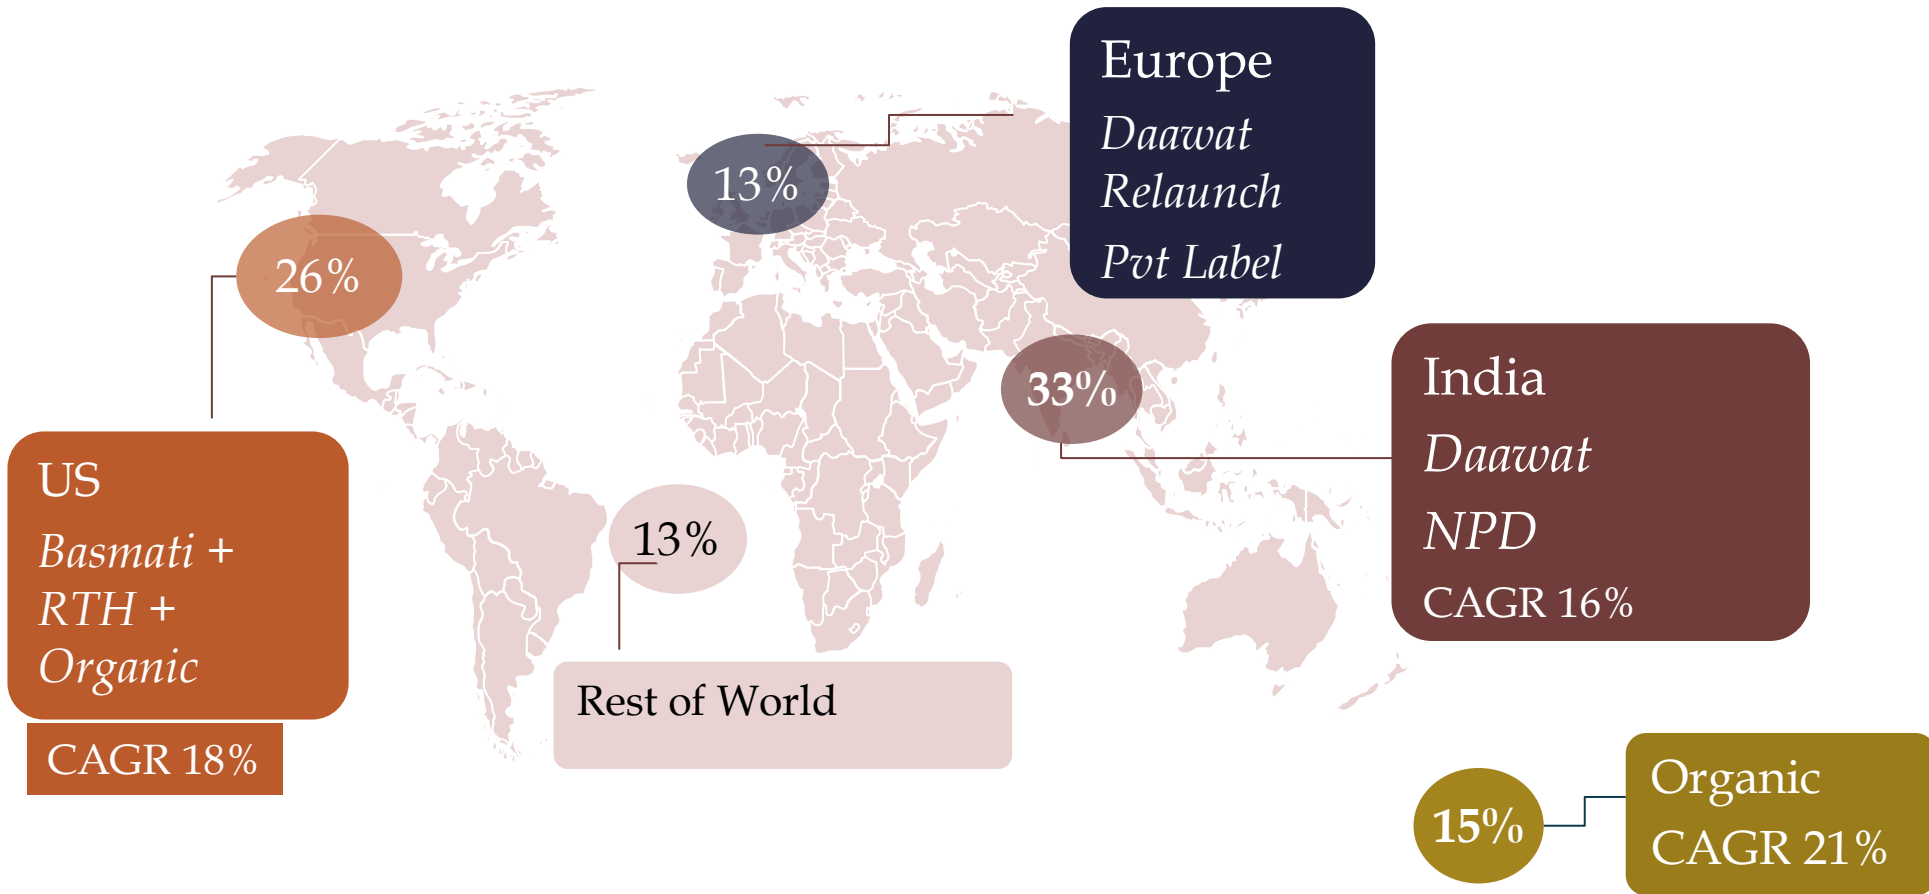 Europe
Daawat
Relaunch
Pvt Label
13%
26%
33%
India
Daawat
NPD
CAGR 16%
US
Basmati +
RTH +
Organic
CAGR 18%
13%
Rest of World
15%
Organic
CAGR 21%